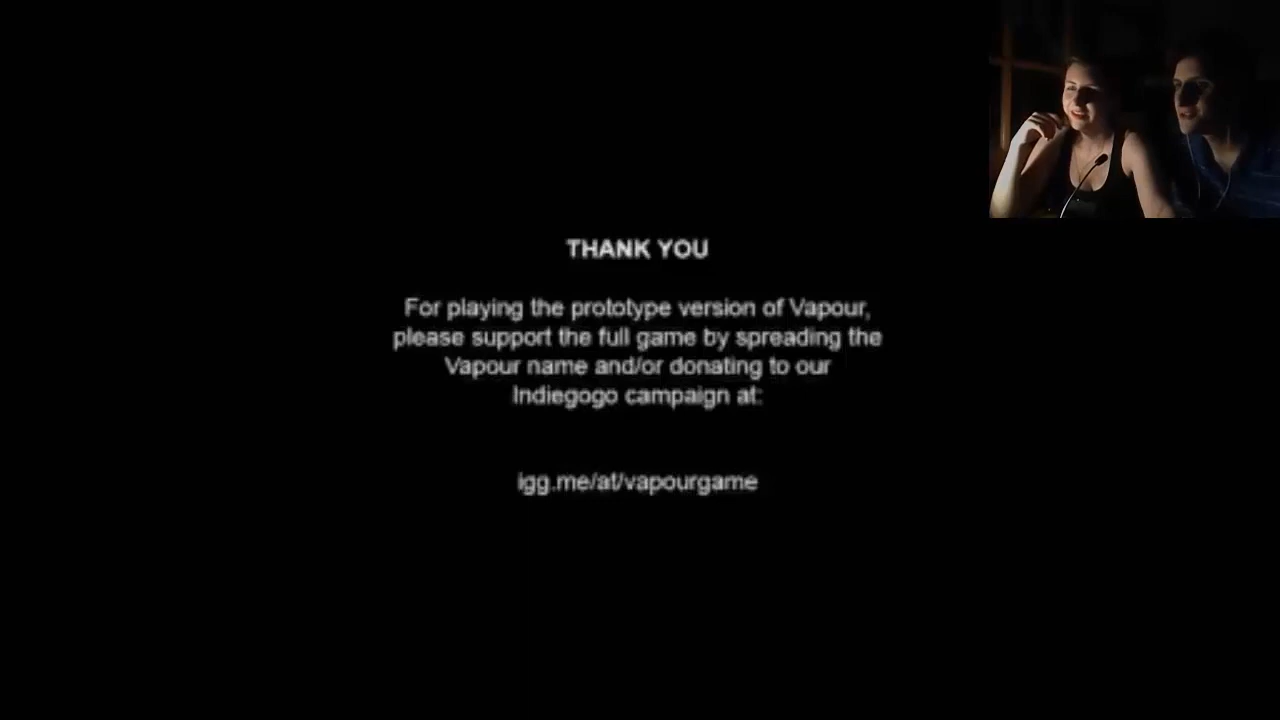 THANK YOU
For playing the prototype version of Vapour,
please support the full game by spreading the
Vapour name and/or donating to our
Indiegogo campaign at:
igg.me/at/vapourgame